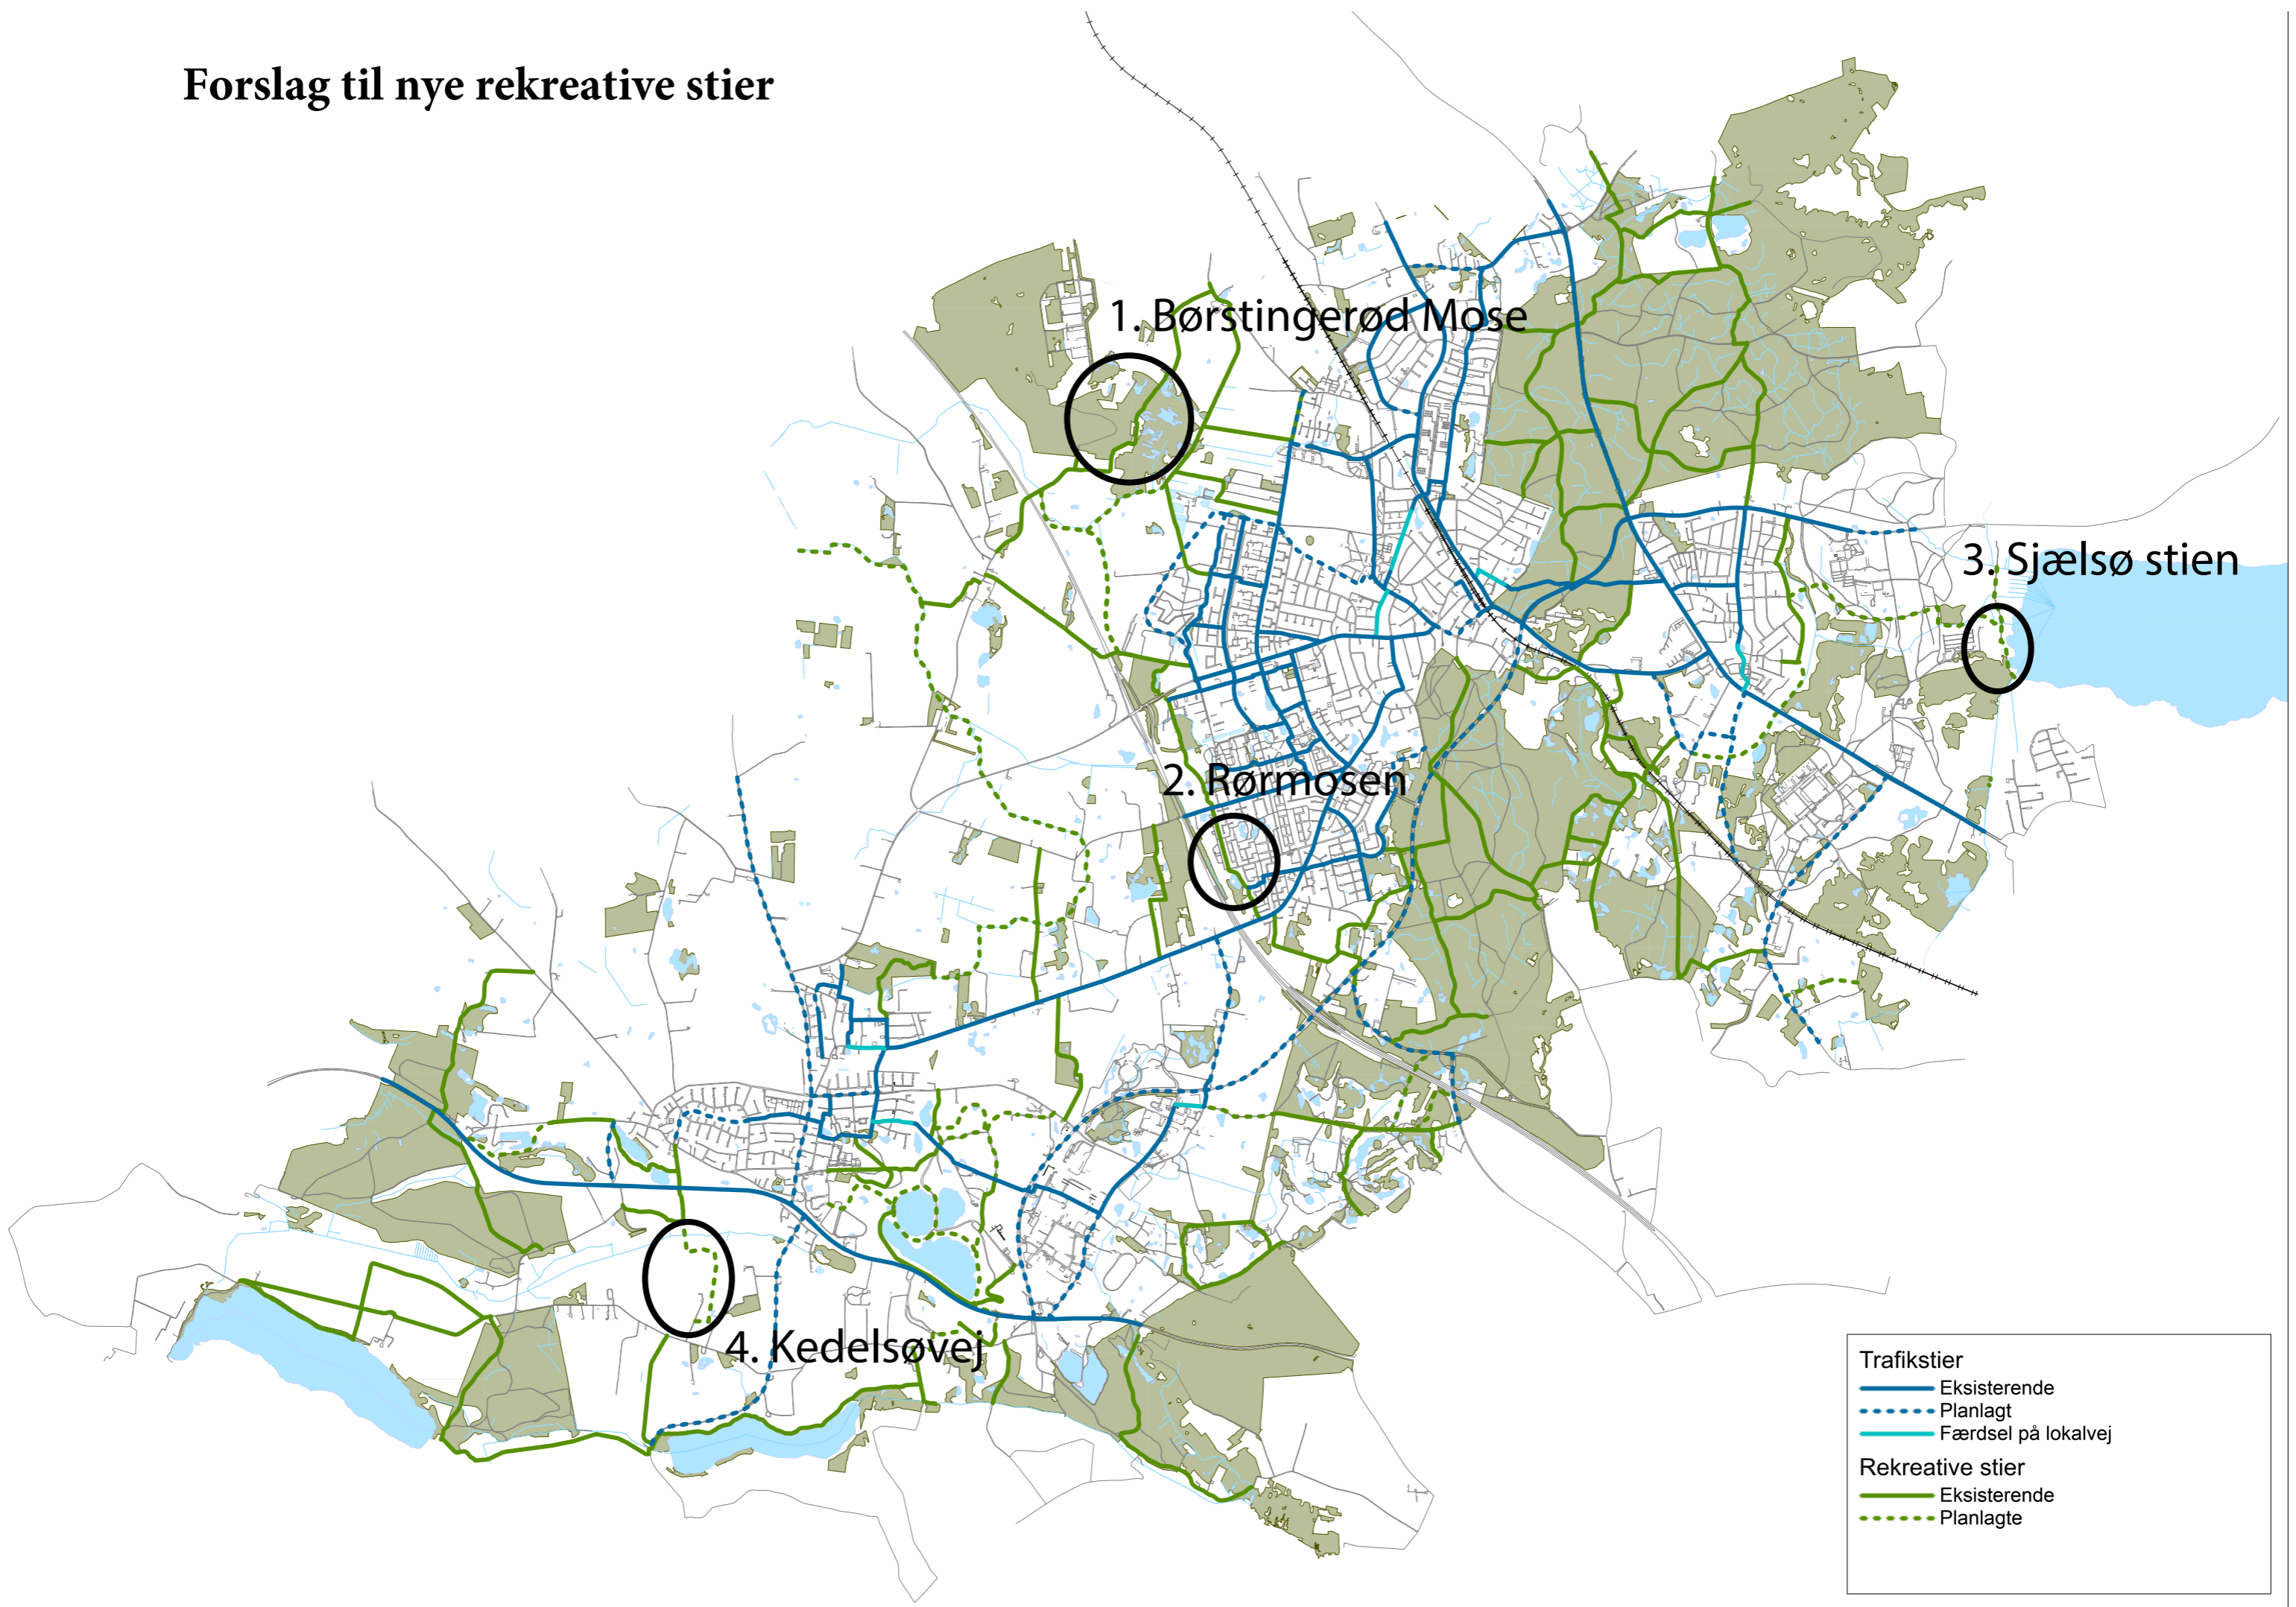 Forslag til nye rekreative stier
1. Børstingerød Mose
3. Sjælsø stien
2. Rørmosen
4. Kedelsøvej
Trafikstier
Eksisterende
Planlagt
Færdsel på lokalvej
Rekreative stier
Eksisterende
Planlagte